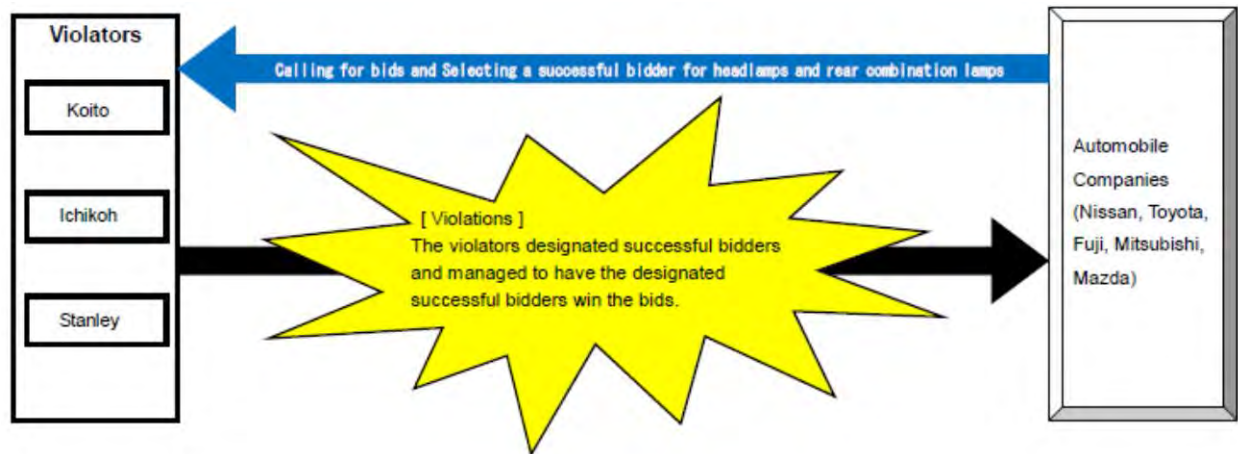 Violators
Koito
Ichikoh
Stanley
Calling for bids and Selecting a successful bidder for headlamps and rear combination lamps
[ Violations ]
The violators designated successful bidders
and managed to have the designated
successful bidders win the bids.
Automobile
Companies
(Nissan, Toyota,
Fuji, Mitsubishi,
Mazda)